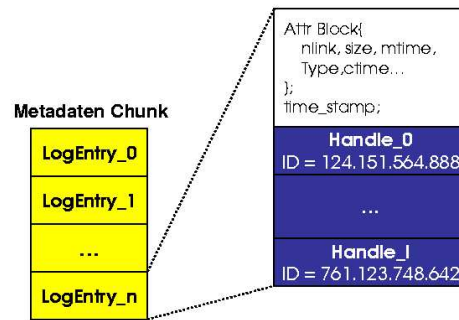 Metadaten Chunk
LogEntry_0
LogEntry_1
...
LogEntry_n
Attr Block{
nlink, size, mtime,
Type,ctime...
};
time_stamp;
Handle_0
ID = 124.151.564.888
...
Handle_I
ID = 761.123.748.642